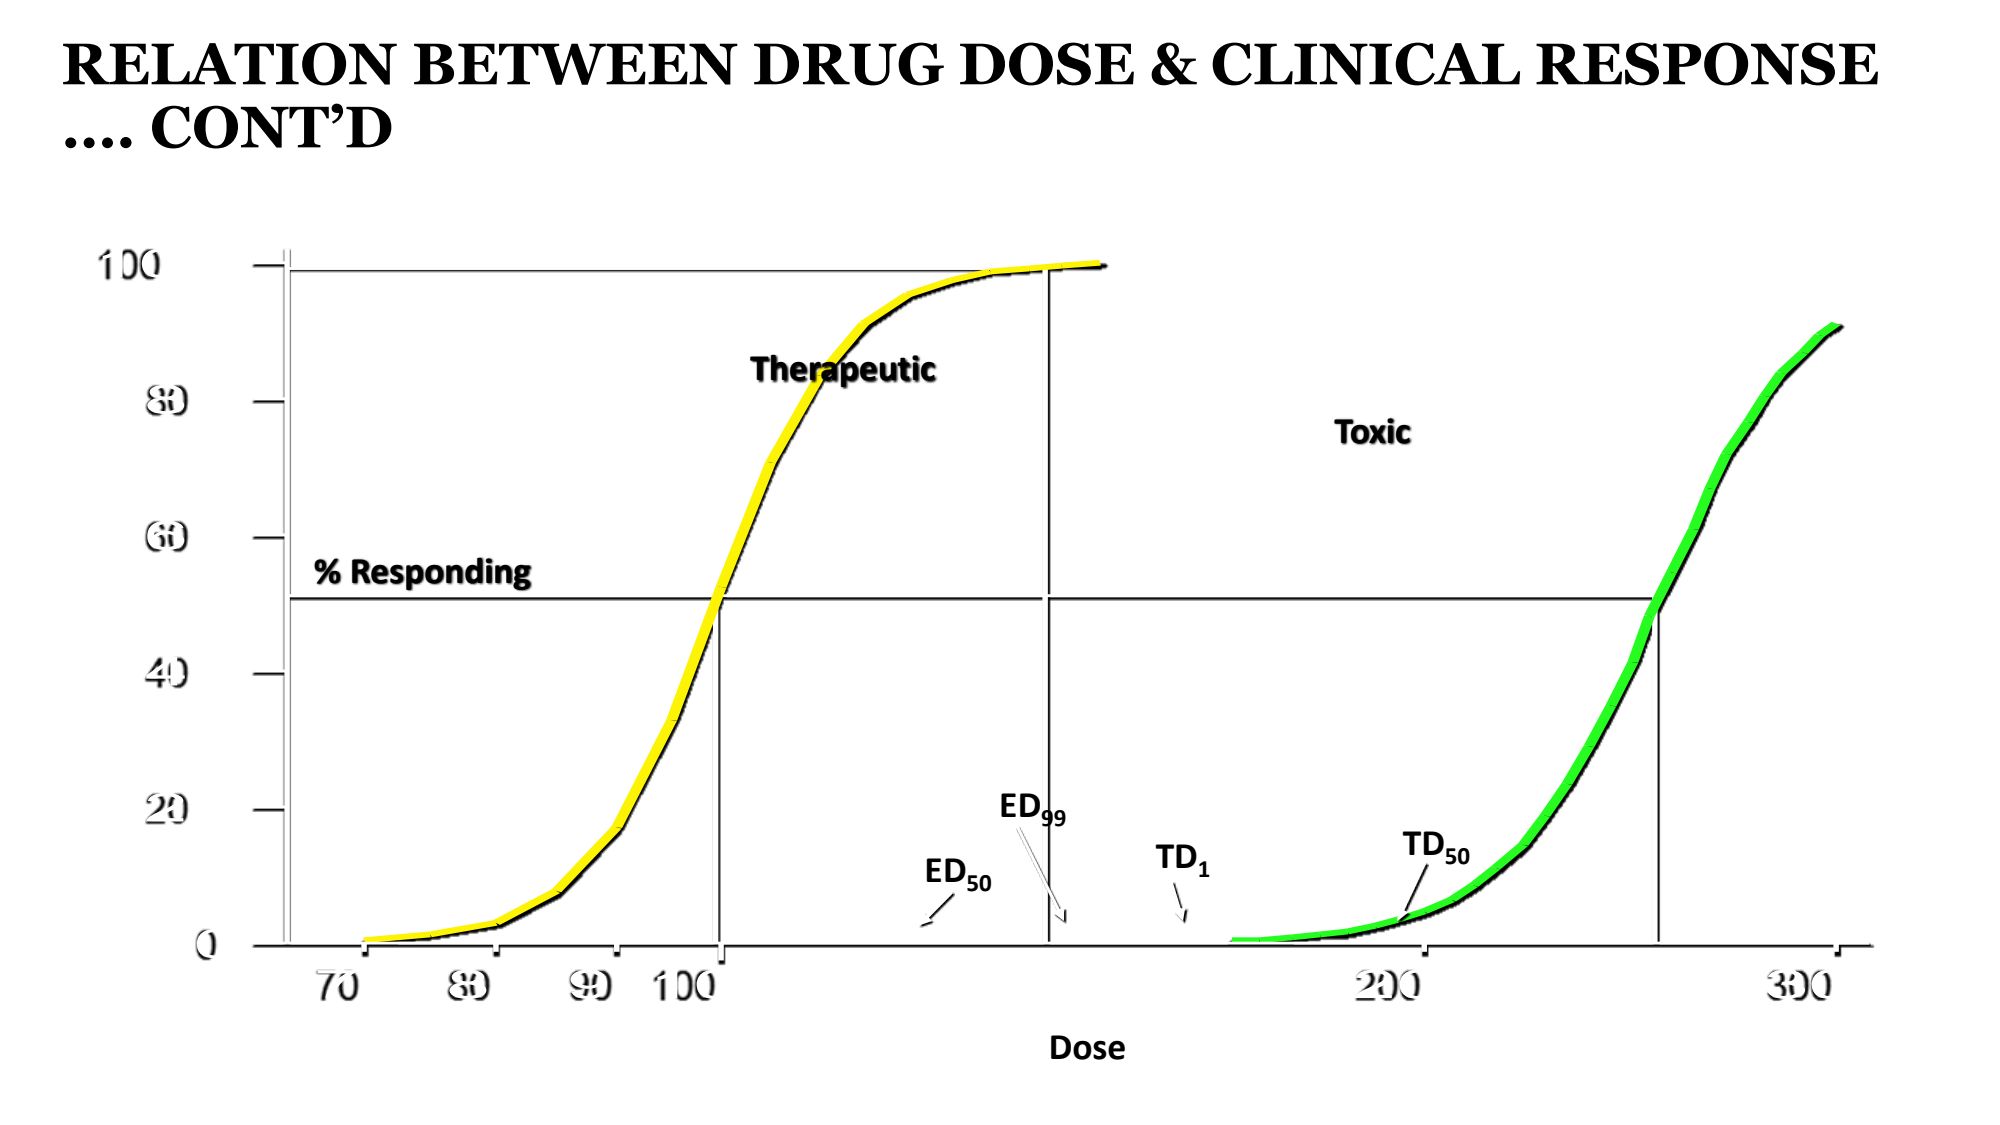 RELATION BETWEEN DRUG DOSE & CLINICAL RESPONSE
…. CONT’D
100
Therapeutic
80
Toxic
60
% Responding
40
20
ED99
TD50
TD1
ED50
0
70 80 90 100 200 300
Dose